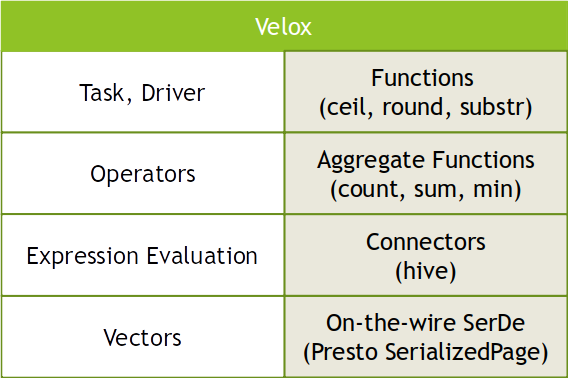 Velox
Task, Driver
Functions
(ceil, round, substr)
Operators
Aggregate Functions
(count, sum, min)
Expression Evaluation
Connectors
(hive)
Vectors
On-the-wire SerDe
(Presto SerializedPage)